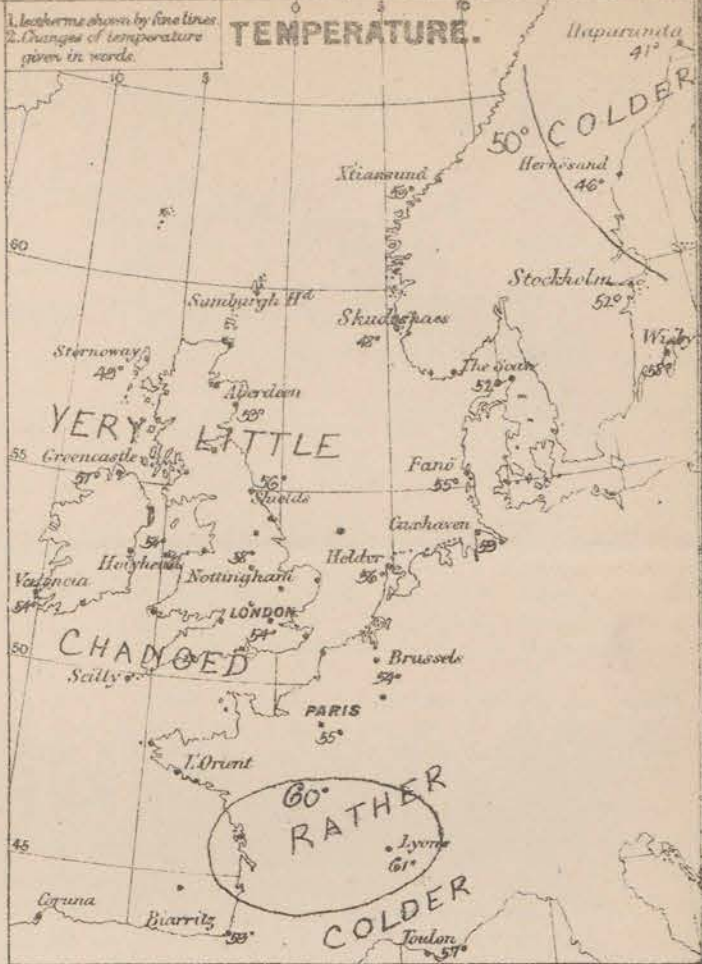 1. Isotherms shown by fine lines.
2. Changes of temperature
given in words.
TEMPERATURE.
0 5 10
10 5
Haparanda
41°
COLDER
50°
Hernösand
46°
Xtiansund
60
Stockholm
52°
Sumburgh Hd
Skudesnaes
48°
Wisby
58°
Stornoway
49°
The Scaw
52°
Aberdeen
53°
VERY LITTLE
55
Greencastle
57°
Fanö
55°
56°
Shields
Cuxhaven
59
Holyhead
58°
Helder
56°
Nottingham
Valencia
54°
LONDON
54°
CHANGED
50
Scilly
Brussels
54°
PARIS
55°
L'Orient
60°
RATHER
45
Lyons
61°
COLDER
Coruna
Biarritz
Toulon
57°